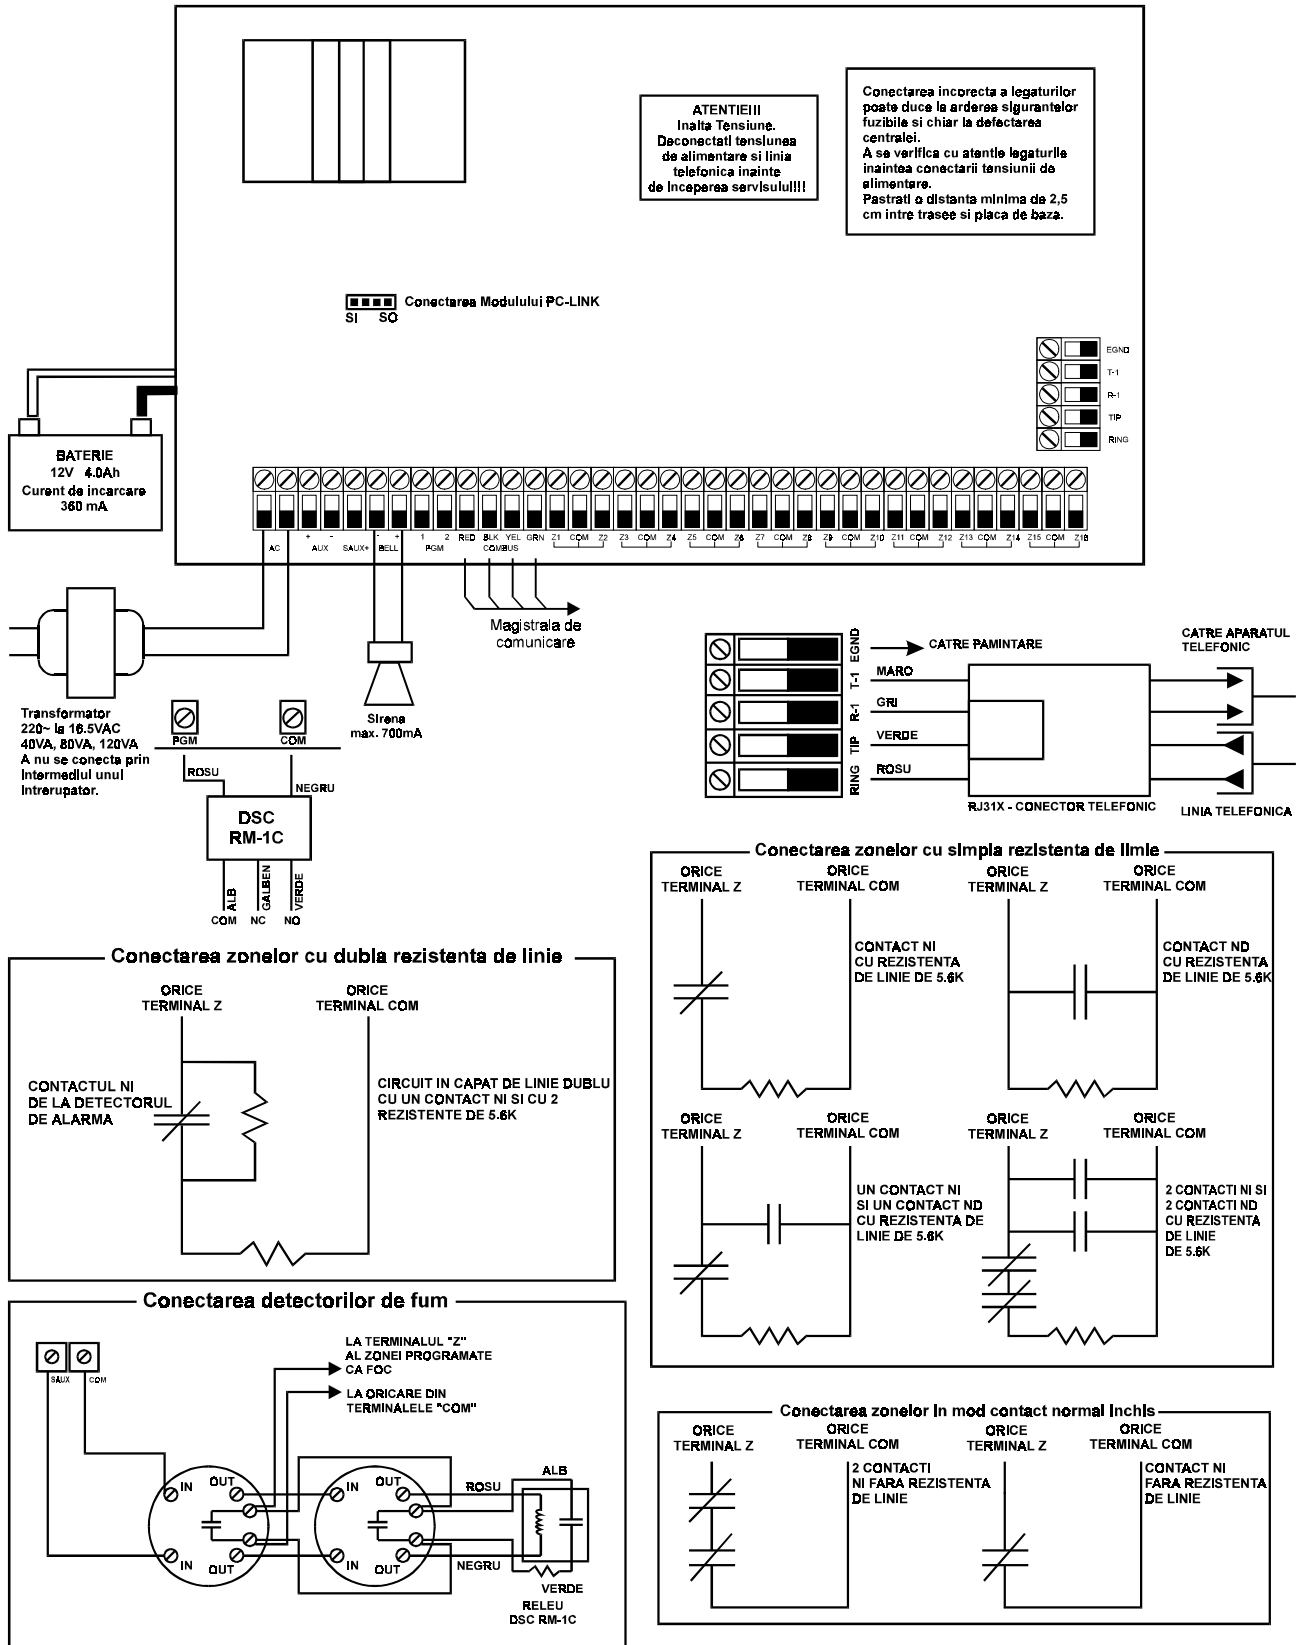 ATENTIE!!!
Inalta Tensiune.
Deconectati tensiunea
de alimentare si linia
telefonica inainte
de inceperea servisului!!!!
Conectarea incorecta a legaturilor
poate duce la arderea sigurantelor
fuzibile si chiar la defectarea
centralei.
A se verifica cu atentie legaturile
inaintea conectarii tensiunii de
alimentare.
Pastrati o distanta minima de 2,5
cm intre trasee si placa de baza.
Conectarea Modulului PC-LINK
SI SO
EGND
T-1
R-1
TIP
RING
BATERIE
12V 4.0Ah
Curent de incarcare
360 mA
+ - - + 1 2 RED BLK YEL GRN Z1 COM Z2 Z3 COM Z4 Z5 COM Z6 Z7 COM Z8 Z9 COM Z10 Z11 COM Z12 Z13 COM Z14 Z15 COM Z16
AC AUX SAUX+ BELL PGM COMBUS
Magistrala de
comunicare
Sirena
max. 700mA
Transformator
220~ la 16.5VAC
40VA, 80VA, 120VA
A nu se conecta prin
Intermediul unui
Intrerupator.
PGM COM
ROSU
NEGRU
DSC
RM-1C
ALB
GALBEN
VERDE
COM NC NO
EGND
T-1
R-1
TIP
RING
CATRE PAMINTARE
MARO
GRI
VERDE
ROSU
RJ31X - CONECTOR TELEFONIC
CATRE APARATUL
TELEFONIC
LINIA TELEFONICA
Conectarea zonelor cu dubla rezistenta de linie
ORICE
TERMINAL Z
ORICE
TERMINAL COM
CONTACTUL NI
DE LA DETECTORUL
DE ALARMA
CIRCUIT IN CAPAT DE LINIE DUBLU
CU UN CONTACT NI SI CU 2
REZISTENTE DE 5.6K
Conectarea zonelor cu simpla rezistenta de limie
ORICE
TERMINAL Z
ORICE
TERMINAL COM
CONTACT NI
CU REZISTENTA
DE LINIE DE 5.6K
ORICE
TERMINAL Z
ORICE
TERMINAL COM
CONTACT ND
CU REZISTENTA
DE LINIE DE 5.6K
ORICE
TERMINAL Z
ORICE
TERMINAL COM
UN CONTACT NI
SI UN CONTACT ND
CU REZISTENTA DE
LINIE DE 5.6K
ORICE
TERMINAL Z
ORICE
TERMINAL COM
2 CONTACTI NI SI
2 CONTACTI ND
CU REZISTENTA
DE LINIE
DE 5.6K
Conectarea detectorilor de fum
SAUX COM
LA TERMINALUL "Z"
AL ZONEI PROGRAMATE
CA FOC
LA ORICARE DIN
TERMINALELE "COM"
IN OUT
IN OUT
IN OUT
IN OUT
ROSU
ALB
NEGRU
VERDE
RELEU
DSC RM-1C
Conectarea zonelor in mod contact normal inchis
ORICE
TERMINAL Z
ORICE
TERMINAL COM
2 CONTACTI
NI FARA REZISTENTA
DE LINIE
ORICE
TERMINAL Z
ORICE
TERMINAL COM
CONTACT NI
FARA REZISTENTA
DE LINIE